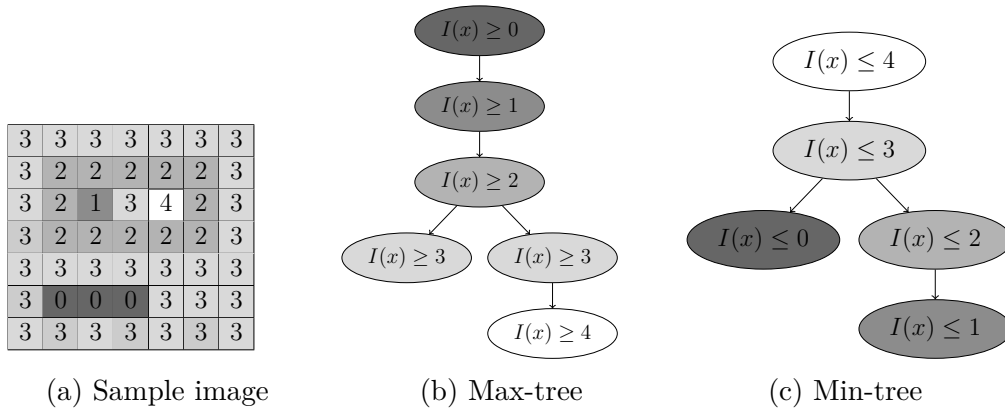 3 3 3 3 3 3 3
3 2 2 2 2 2 3
3 2 1 3 4 2 3
3 2 2 2 2 2 3
3 3 3 3 3 3 3
3 0 0 0 3 3 3
3 3 3 3 3 3 3
(a) Sample image
I(x) ≥ 0
I(x) ≥ 1
I(x) ≥ 2
I(x) ≥ 3 I(x) ≥ 3
I(x) ≥ 4
(b) Max-tree
I(x) ≤ 4
I(x) ≤ 3
I(x) ≤ 0 I(x) ≤ 2
I(x) ≤ 1
(c) Min-tree